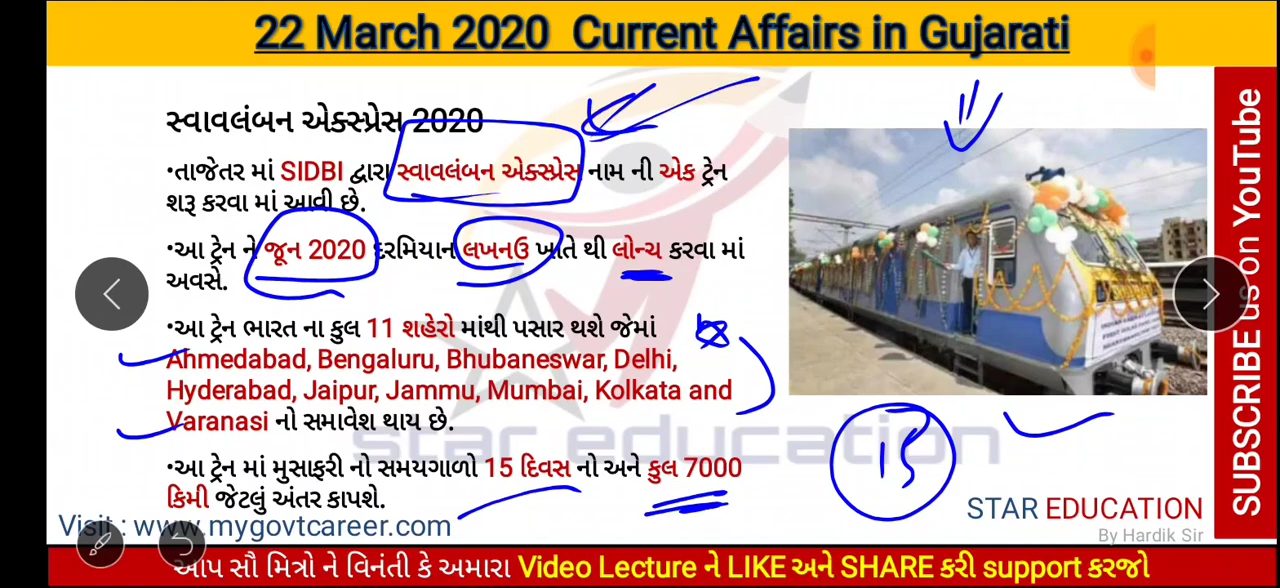 22 March 2020 Current Affairs in Gujarati
સ્વાવલંબન એક્સ્પ્રેસ 2020
•તાજેતર માં SIDBI દ્વારા સ્વાવલંબન એક્સ્પ્રેસ નામ ની એક ટ્રેન
શરૂ કરવા માં આવી છે.
•આ ટ્રેન ને જૂન 2020 દરમિયાન લખનઉ ખાતે થી લોન્ચ કરવા માં
અવસે.
•આ ટ્રેન ભારત ના કુલ 11 શહેરો માંથી પસાર થશે જેમાં
Ahmedabad, Bengaluru, Bhubaneswar, Delhi,
Hyderabad, Jaipur, Jammu, Mumbai, Kolkata and
Varanasi નો સમાવેશ થાય છે.
star education
•આ ટ્રેન માં મુસાફરી નો સમયગાળો 15 દિવસ નો અને કુલ 7000
કિમી જેટલું અંતર કાપશે.
15
STAR EDUCATION
By Hardik Sir
Visit : www.mygovtcareer.com
આપ સૌ મિત્રો ને વિનંતી કે અમારા Video Lecture ને LIKE અને SHARE કરી support કરજો
SUBSCRIBE us on YouTube